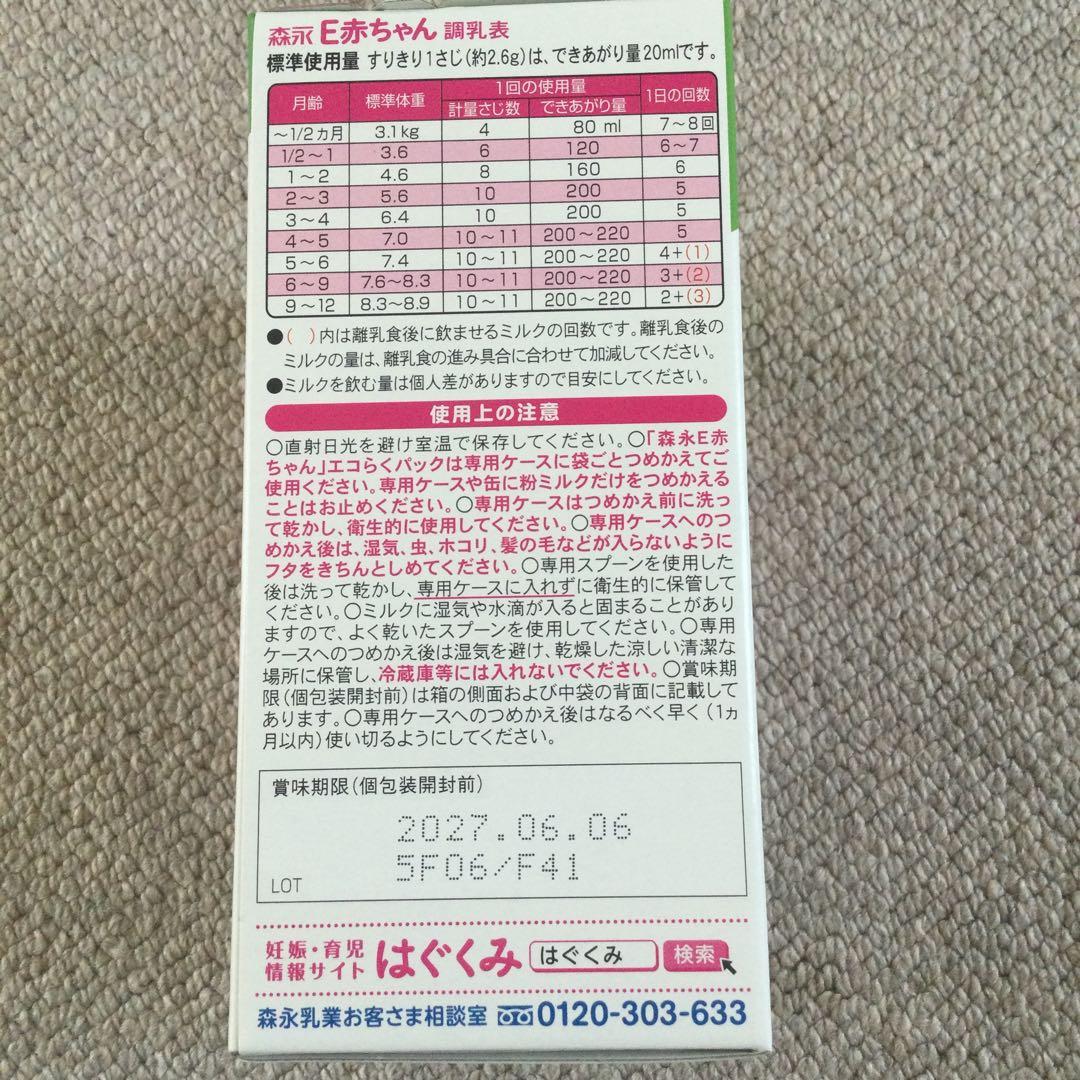 森永 E赤ちゃん 調乳表
標準使用量 すりきり1さじ(約2.6g)は、できあがり量20mlです。
月齢 標準体重 1回の使用量 1日の回数
計量さじ数 できあがり量
～1/2ヵ月 3.1kg 4 80 ml 7～8回
1/2～1 3.6 6 120 6～7
1～2 4.6 8 160 6
2～3 5.6 10 200 5
3～4 6.4 10 200 5
4～5 7.0 10～11 200～220 5
5～6 7.4 10～11 200～220 4+(1)
6～9 7.6～8.3 10～11 200～220 3+(2)
9～12 8.3～8.9 10～11 200～220 2+(3)
●( )内は離乳食後に飲ませるミルクの回数です。離乳食後の
ミルクの量は、離乳食の進み具合に合わせて加減してください。
●ミルクを飲む量は個人差がありますので目安にしてください。
使用上の注意
○直射日光を避け室温で保存してください。○「森永E赤
ちゃん」エコらくパックは専用ケースに袋ごとつめかえてご
使用ください。専用ケースや缶に粉ミルクだけをつめかえる
ことはお止めください。○専用ケースはつめかえ前に洗っ
て乾かし、衛生的に使用してください。○専用ケースへのつ
めかえ後は、湿気、虫、ホコリ、髪の毛などが入らないように
フタをきちんとしめてください。○専用スプーンを使用した
後は洗って乾かし、専用ケースに入れずに衛生的に保管して
ください。○ミルクに湿気や水滴が入ると固まることがあり
ますので、よく乾いたスプーンを使用してください。○専用
ケースへのつめかえ後は湿気を避け、乾燥した涼しい清潔な
場所に保管し、冷蔵庫等には入れないでください。○賞味期
限(個包装開封前)は箱の側面および中袋の背面に記載して
あります。○専用ケースへのつめかえ後はなるべく早く(1ヵ
月以内)使い切るようにしてください。
賞味期限(個包装開封前)
2027.06.06
5F06/F41
LOT
妊娠・育児
情報サイト はぐくみ はぐくみ 検索
森永乳業お客さま相談室 0120-303-633